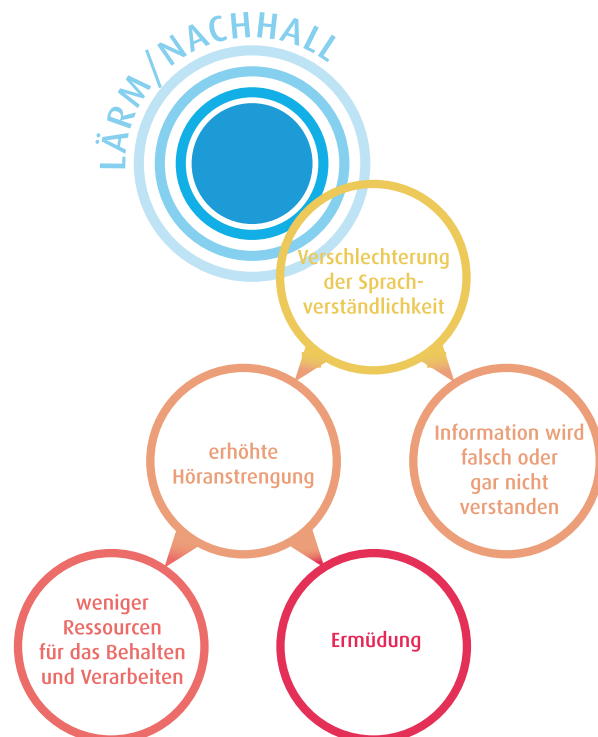 LÄRM/NACHHALL
Verschlechterung
der Sprach-
verständlichkeit
erhöhte
Höranstrengung
Information wird
falsch oder
gar nicht
verstanden
weniger
Ressourcen
für das Behalten
und Verarbeiten
Ermüdung